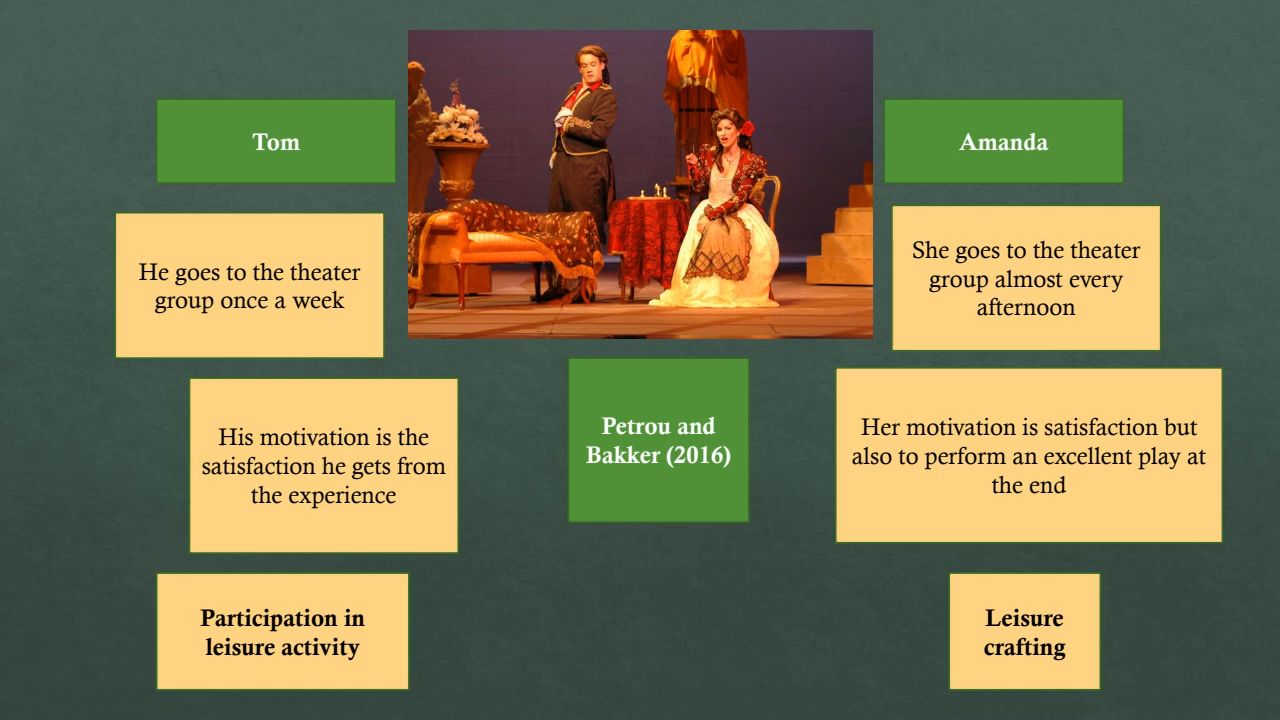 Tom
He goes to the theater
group once a week
His motivation is the
satisfaction he gets from
the experience
Participation in
leisure activity
Petrou and
Bakker (2016)
Amanda
She goes to the theater
group almost every
afternoon
Her motivation is satisfaction but
also to perform an excellent play at
the end
Leisure
crafting